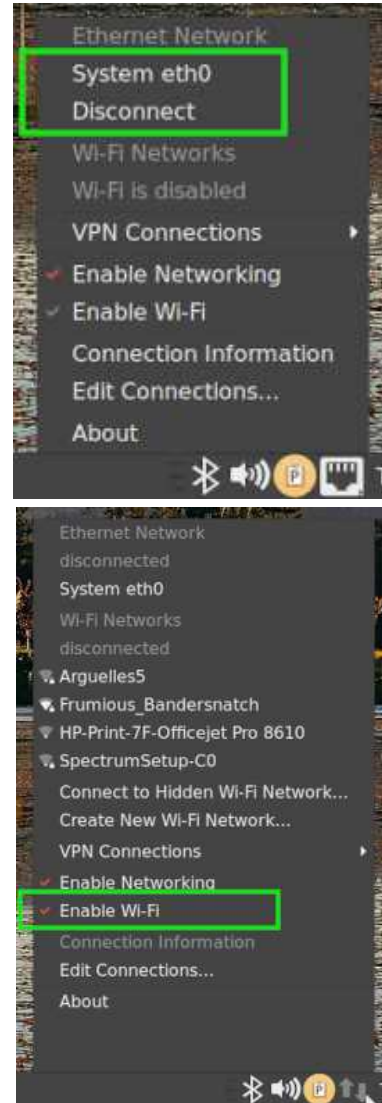 Ethernet Network
System eth0
Disconnect
Wi-Fi Networks
Wi-Fi is disabled
VPN Connections
Enable Networking
Enable Wi-Fi
Connection Information
Edit Connections...
About
P
Ethernet Network
disconnected
System eth0
Wi-Fi Networks
disconnected
Arguelles5
Frumious_Bandersnatch
HP-Print-7F-Officejet Pro 8610
SpectrumSetup-C0
Connect to Hidden Wi-Fi Network...
Create New Wi-Fi Network...
VPN Connections
Enable Networking
Enable Wi-Fi
Connection Information
Edit Connections...
About
P